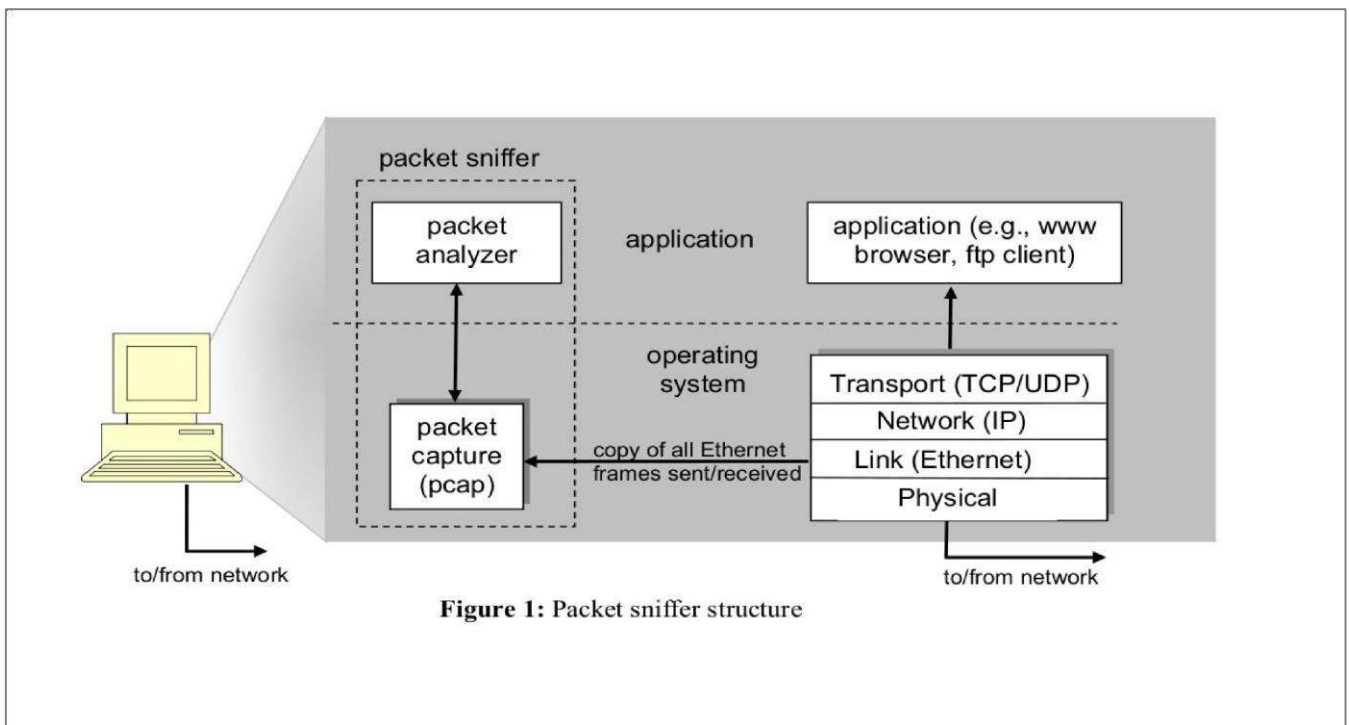 packet sniffer
packet
analyzer
application
application (e.g., www
browser, ftp client)
operating
system
packet
capture
(pcap)
copy of all Ethernet
frames sent/received
Transport (TCP/UDP)
Network (IP)
Link (Ethernet)
Physical
to/from network
to/from network
Figure 1: Packet sniffer structure